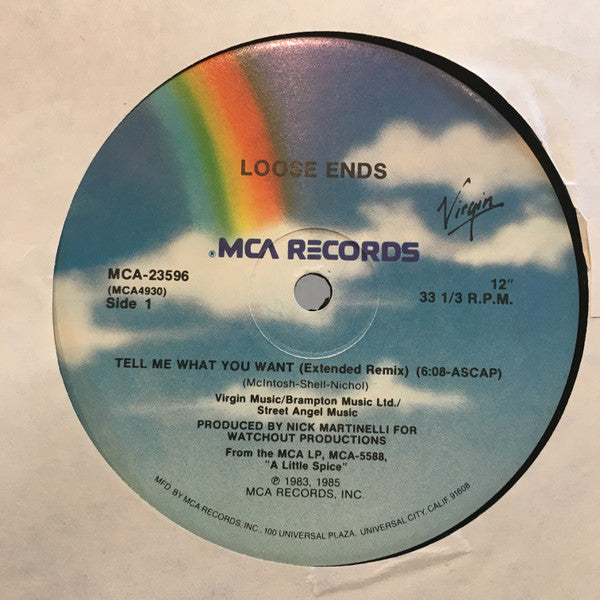 LOOSE ENDS
Virgin
® MCA RECORDS
MCA-23596
(MCA4930)
Side 1
12"
33 1/3 R.P.M.
TELL ME WHAT YOU WANT (Extended Remix) (6:08-ASCAP)
(McIntosh-Sheil-Nichol)
Virgin Music/Brampton Music Ltd./
Street Angel Music
PRODUCED BY NICK MARTINELLI FOR
WATCHOUT PRODUCTIONS
From the MCA LP, MCA-5588,
"A Little Spice"
℗ 1983, 1985
MCA RECORDS, INC.
MFD. BY MCA RECORDS, INC., 100 UNIVERSAL PLAZA, UNIVERSAL CITY, CALIF. 91608